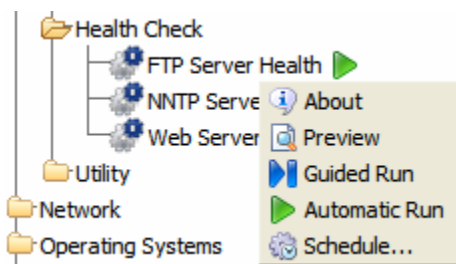 Health Check
FTP Server Health
NNTP Serve
About
Web Server
Preview
Utility
Guided Run
Network
Automatic Run
Operating Systems
Schedule...